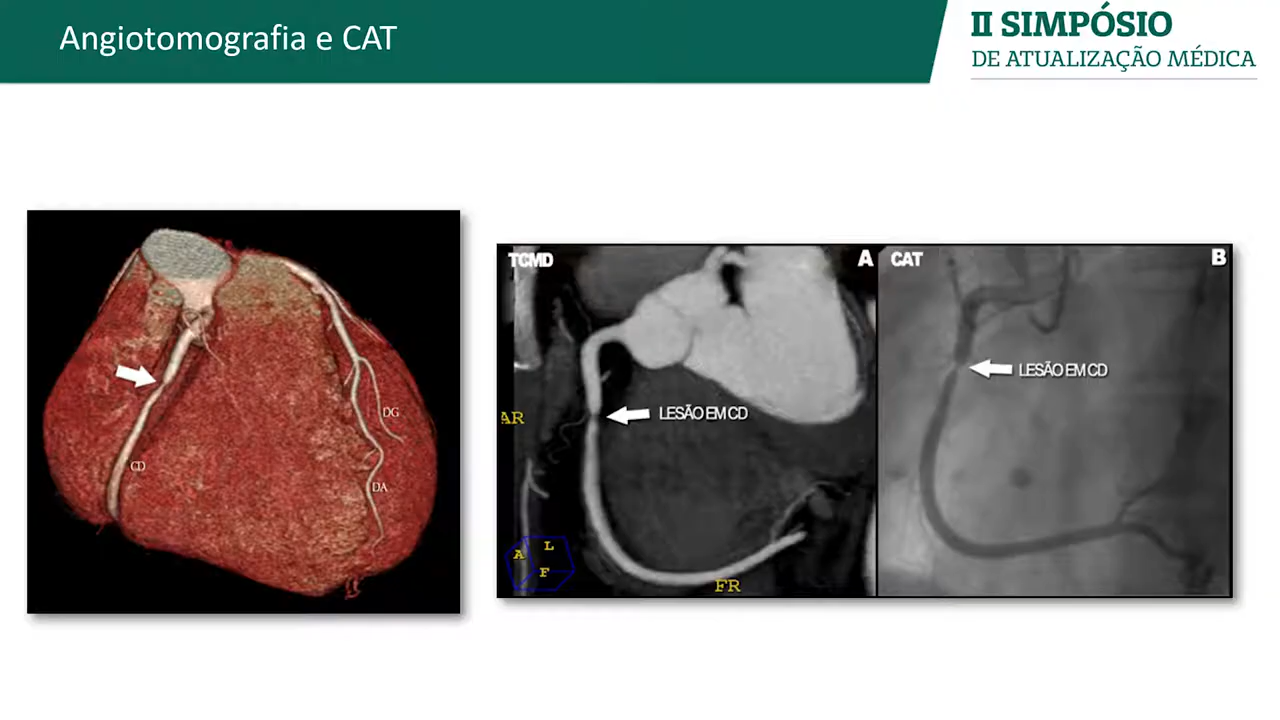 Angiotomografia e CAT
II SIMPÓSIO
DE ATUALIZAÇÃO MÉDICA
DG
CD
DA
TCMD
A
LESÃO EM CD
AR
A
L
F
FR
CAT
B
LESÃO EM CD